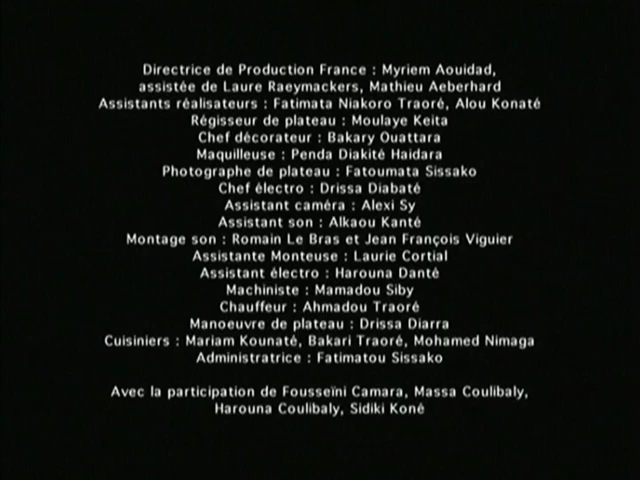 Directrice de Production France : Myriem Aouidad,
assistée de Laure Raeymackers, Mathieu Aeberhard
Assistants réalisateurs : Fatimata Niakoro Traoré, Alou Konaté
Régisseur de plateau : Moulaye Keita
Chef décorateur : Bakary Ouattara
Maquilleuse : Penda Diakité Haidara
Photographe de plateau : Fatoumata Sissako
Chef électro : Drissa Diabaté
Assistant caméra : Alexi Sy
Assistant son : Alkaou Kanté
Montage son : Romain Le Bras et Jean François Viguier
Assistante Monteuse : Laurie Cortial
Assistant électro : Harouna Danté
Machiniste : Mamadou Siby
Chauffeur : Ahmadou Traoré
Manoeuvre de plateau : Drissa Diarra
Cuisiniers : Mariam Kounaté, Bakari Traoré, Mohamed Nimaga
Administratrice : Fatimatou Sissako
Avec la participation de Fousseïni Camara, Massa Coulibaly,
Harouna Coulibaly, Sidiki Koné